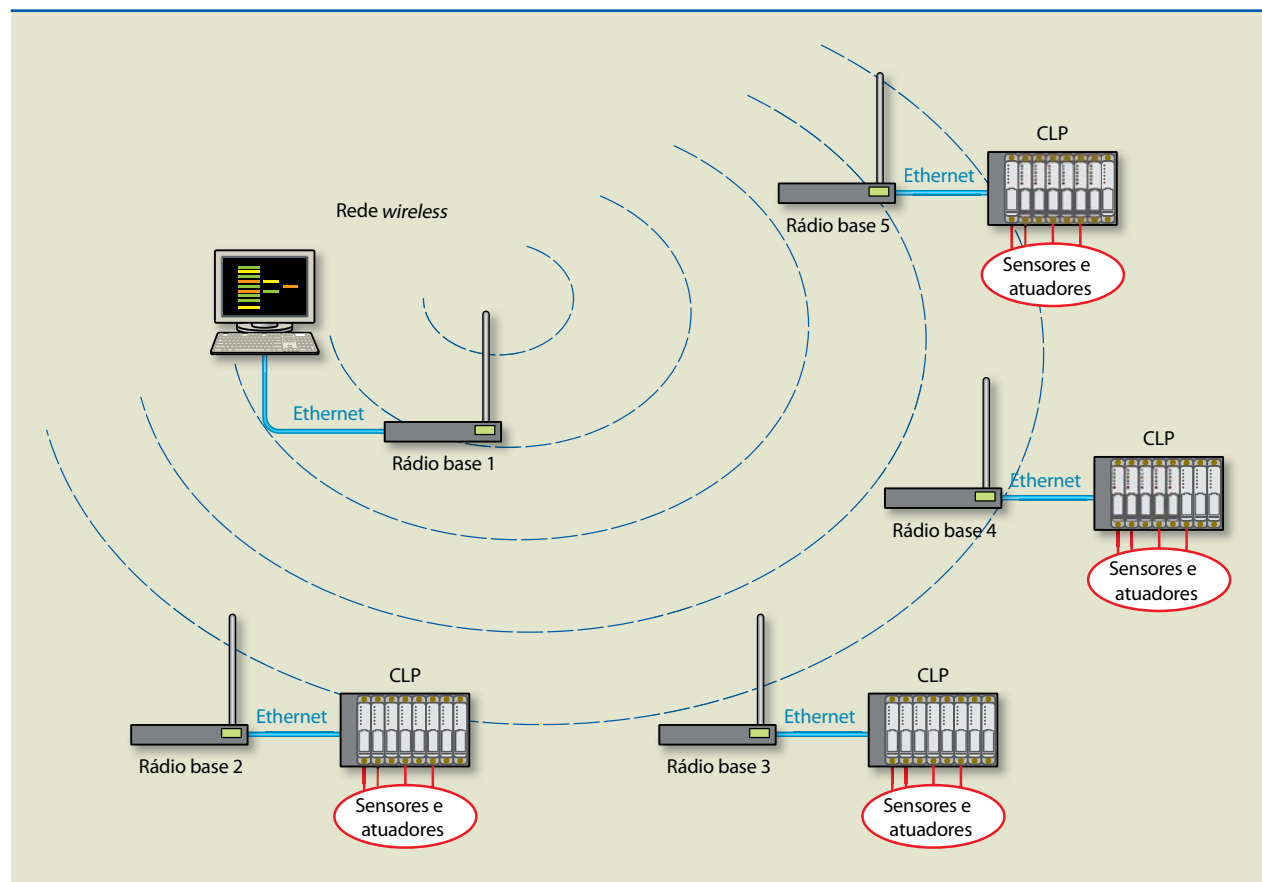 CLP
Ethernet
Rádio base 5
Sensores e
atuadores
Rede wireless
Ethernet
Rádio base 1
CLP
Ethernet
Rádio base 4
Sensores e
atuadores
CLP
Ethernet
Rádio base 2
Sensores e
atuadores
CLP
Ethernet
Rádio base 3
Sensores e
atuadores